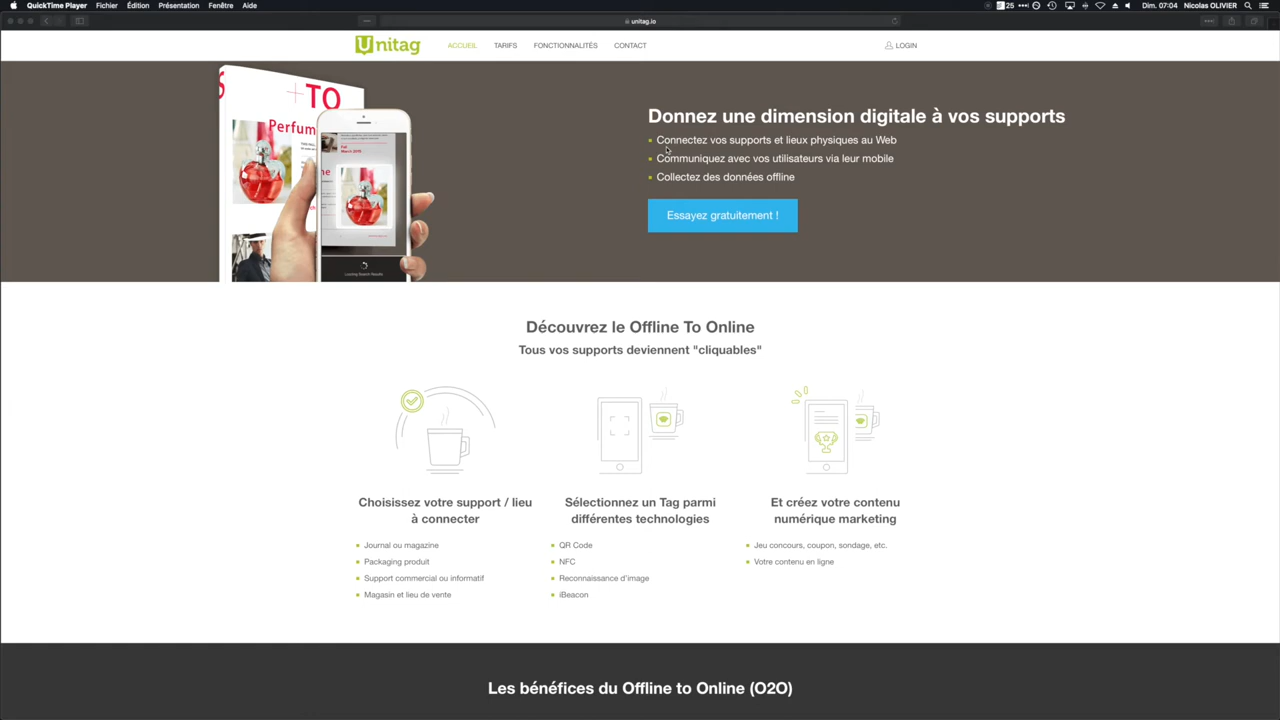 QuickTime Player Fichier Édition Présentation Fenêtre Aide
25 Dim. 07:04 Nicolas OLIVIER
unitag.io
Unitag ACCUEIL TARIFS FONCTIONNALITÉS CONTACT LOGIN
+TO
Perfum
Loading Search Results
Donnez une dimension digitale à vos supports
Connectez vos supports et lieux physiques au Web
Communiquez avec vos utilisateurs via leur mobile
Collectez des données offline
Essayez gratuitement !
Découvrez le Offline To Online
Tous vos supports deviennent "cliquables"
Choisissez votre support / lieu
à connecter
Journal ou magazine
Packaging produit
Support commercial ou informatif
Magasin et lieu de vente
Sélectionnez un Tag parmi
différentes technologies
QR Code
NFC
Reconnaissance d'image
iBeacon
Et créez votre contenu
numérique marketing
Jeu concours, coupon, sondage, etc.
Votre contenu en ligne
Les bénéfices du Offline to Online (O2O)